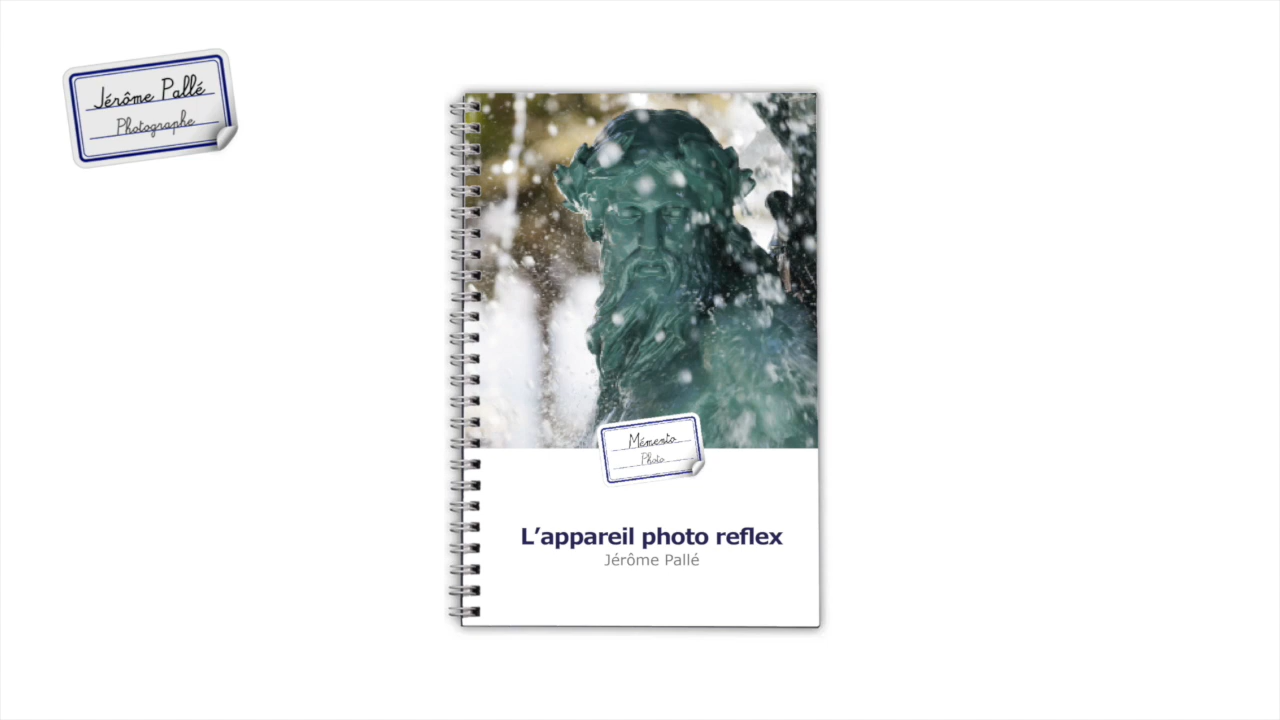 Jérôme Pallé
Photographe
Mémento
Photo
L’appareil photo reflex
Jérôme Pallé